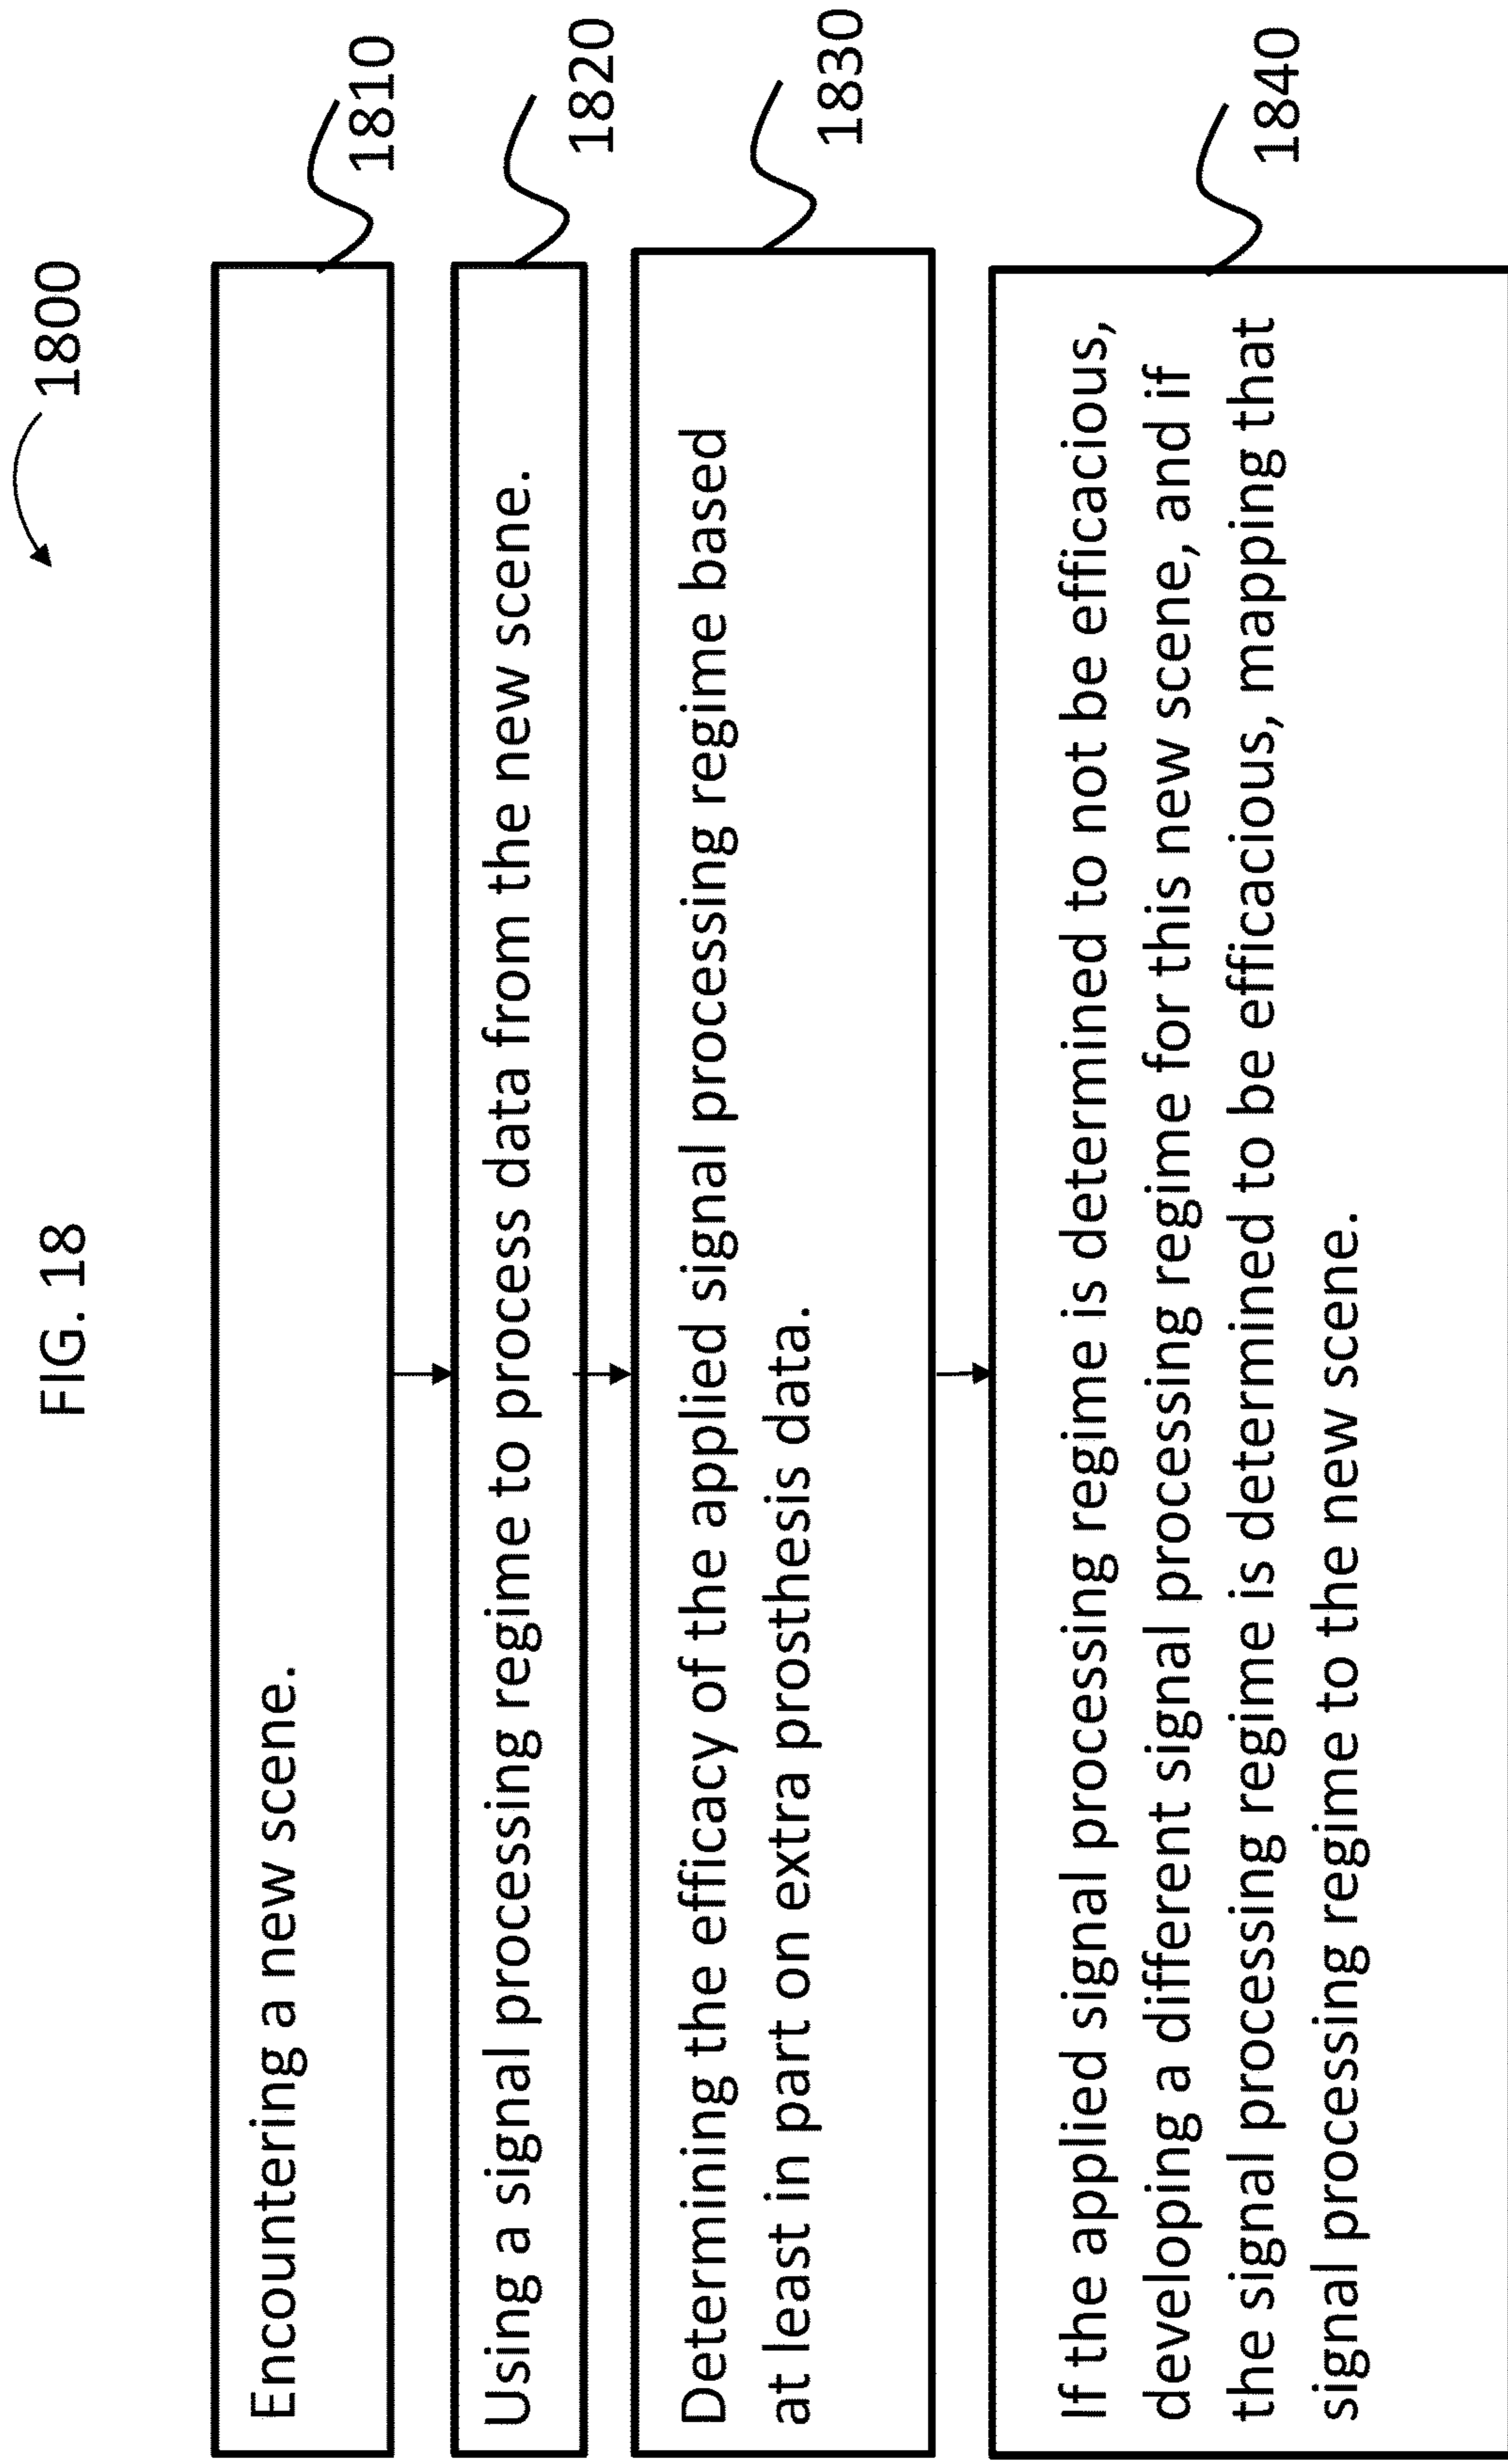 FIG. 18
1800
Encountering a new scene.
1810
Using a signal processing regime to process data from the new scene.
1820
Determining the efficacy of the applied signal processing regime based
at least in part on extra prosthesis data.
1830
If the applied signal processing regime is determined to not be efficacious,
developing a different signal processing regime for this new scene, and if
the signal processing regime is determined to be efficacious, mapping that
signal processing regime to the new scene.
1840